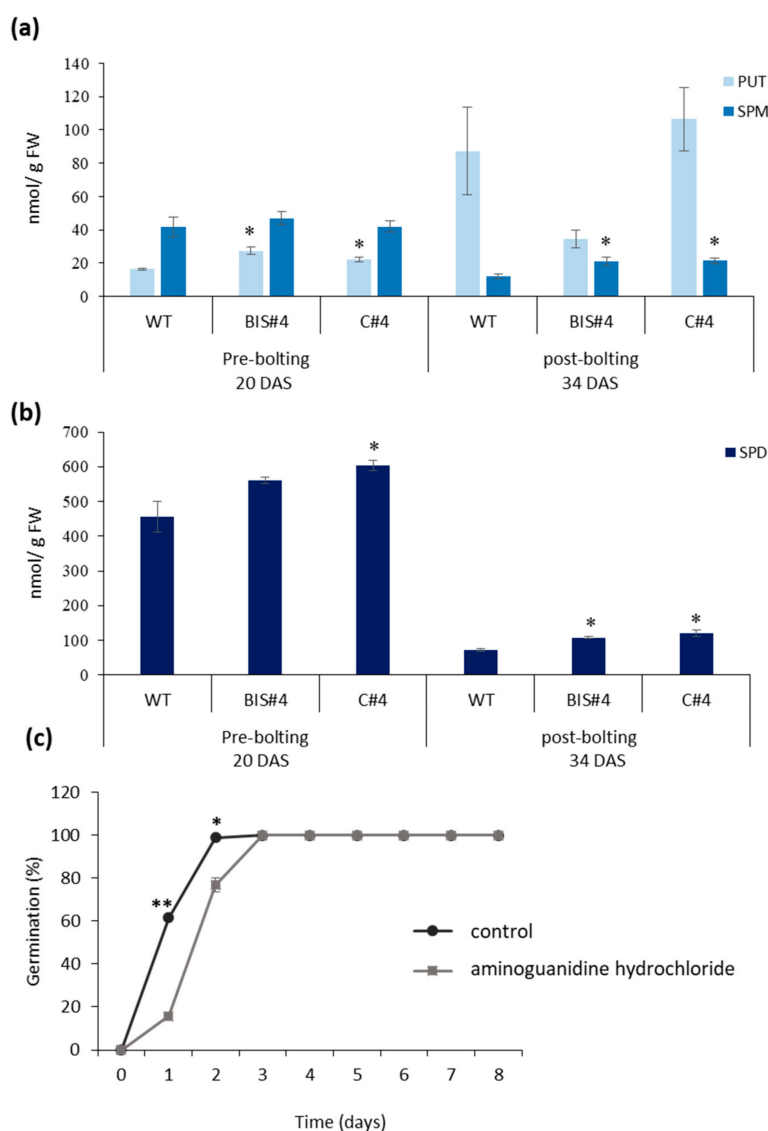 (a)
140
120
100
80
60
40
20
0
nmol/ g FW
PUT
SPM
* * * *
WT BIS#4 C#4 WT BIS#4 C#4
Pre-bolting post-bolting
20 DAS 34 DAS
(b)
700
600
500
400
300
200
100
0
nmol/ g FW
SPD
* * *
WT BIS#4 C#4 WT BIS#4 C#4
Pre-bolting post-bolting
20 DAS 34 DAS
(c)
120
100
80
60
40
20
0
Germination (%)
*
**
control
aminoguanidine hydrochloride
0 1 2 3 4 5 6 7 8
Time (days)